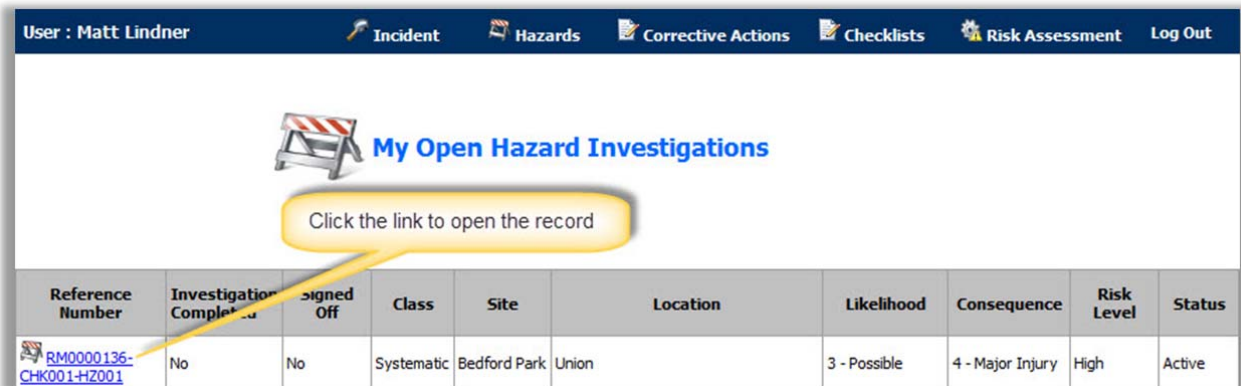 User : Matt Lindner Incident Hazards Corrective Actions Checklists Risk Assessment Log Out
My Open Hazard Investigations
Click the link to open the record
Reference Number Investigation Completed Signed Off Class Site Location Likelihood Consequence Risk Level Status
RM0000136-CHK001-HZ001 No No Systematic Bedford Park Union 3 - Possible 4 - Major Injury High Active